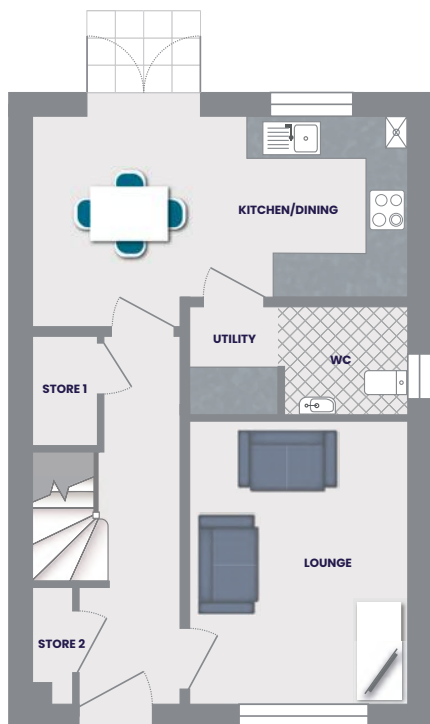 KITCHEN/DINING
UTILITY
WC
STORE 1
LOUNGE
STORE 2